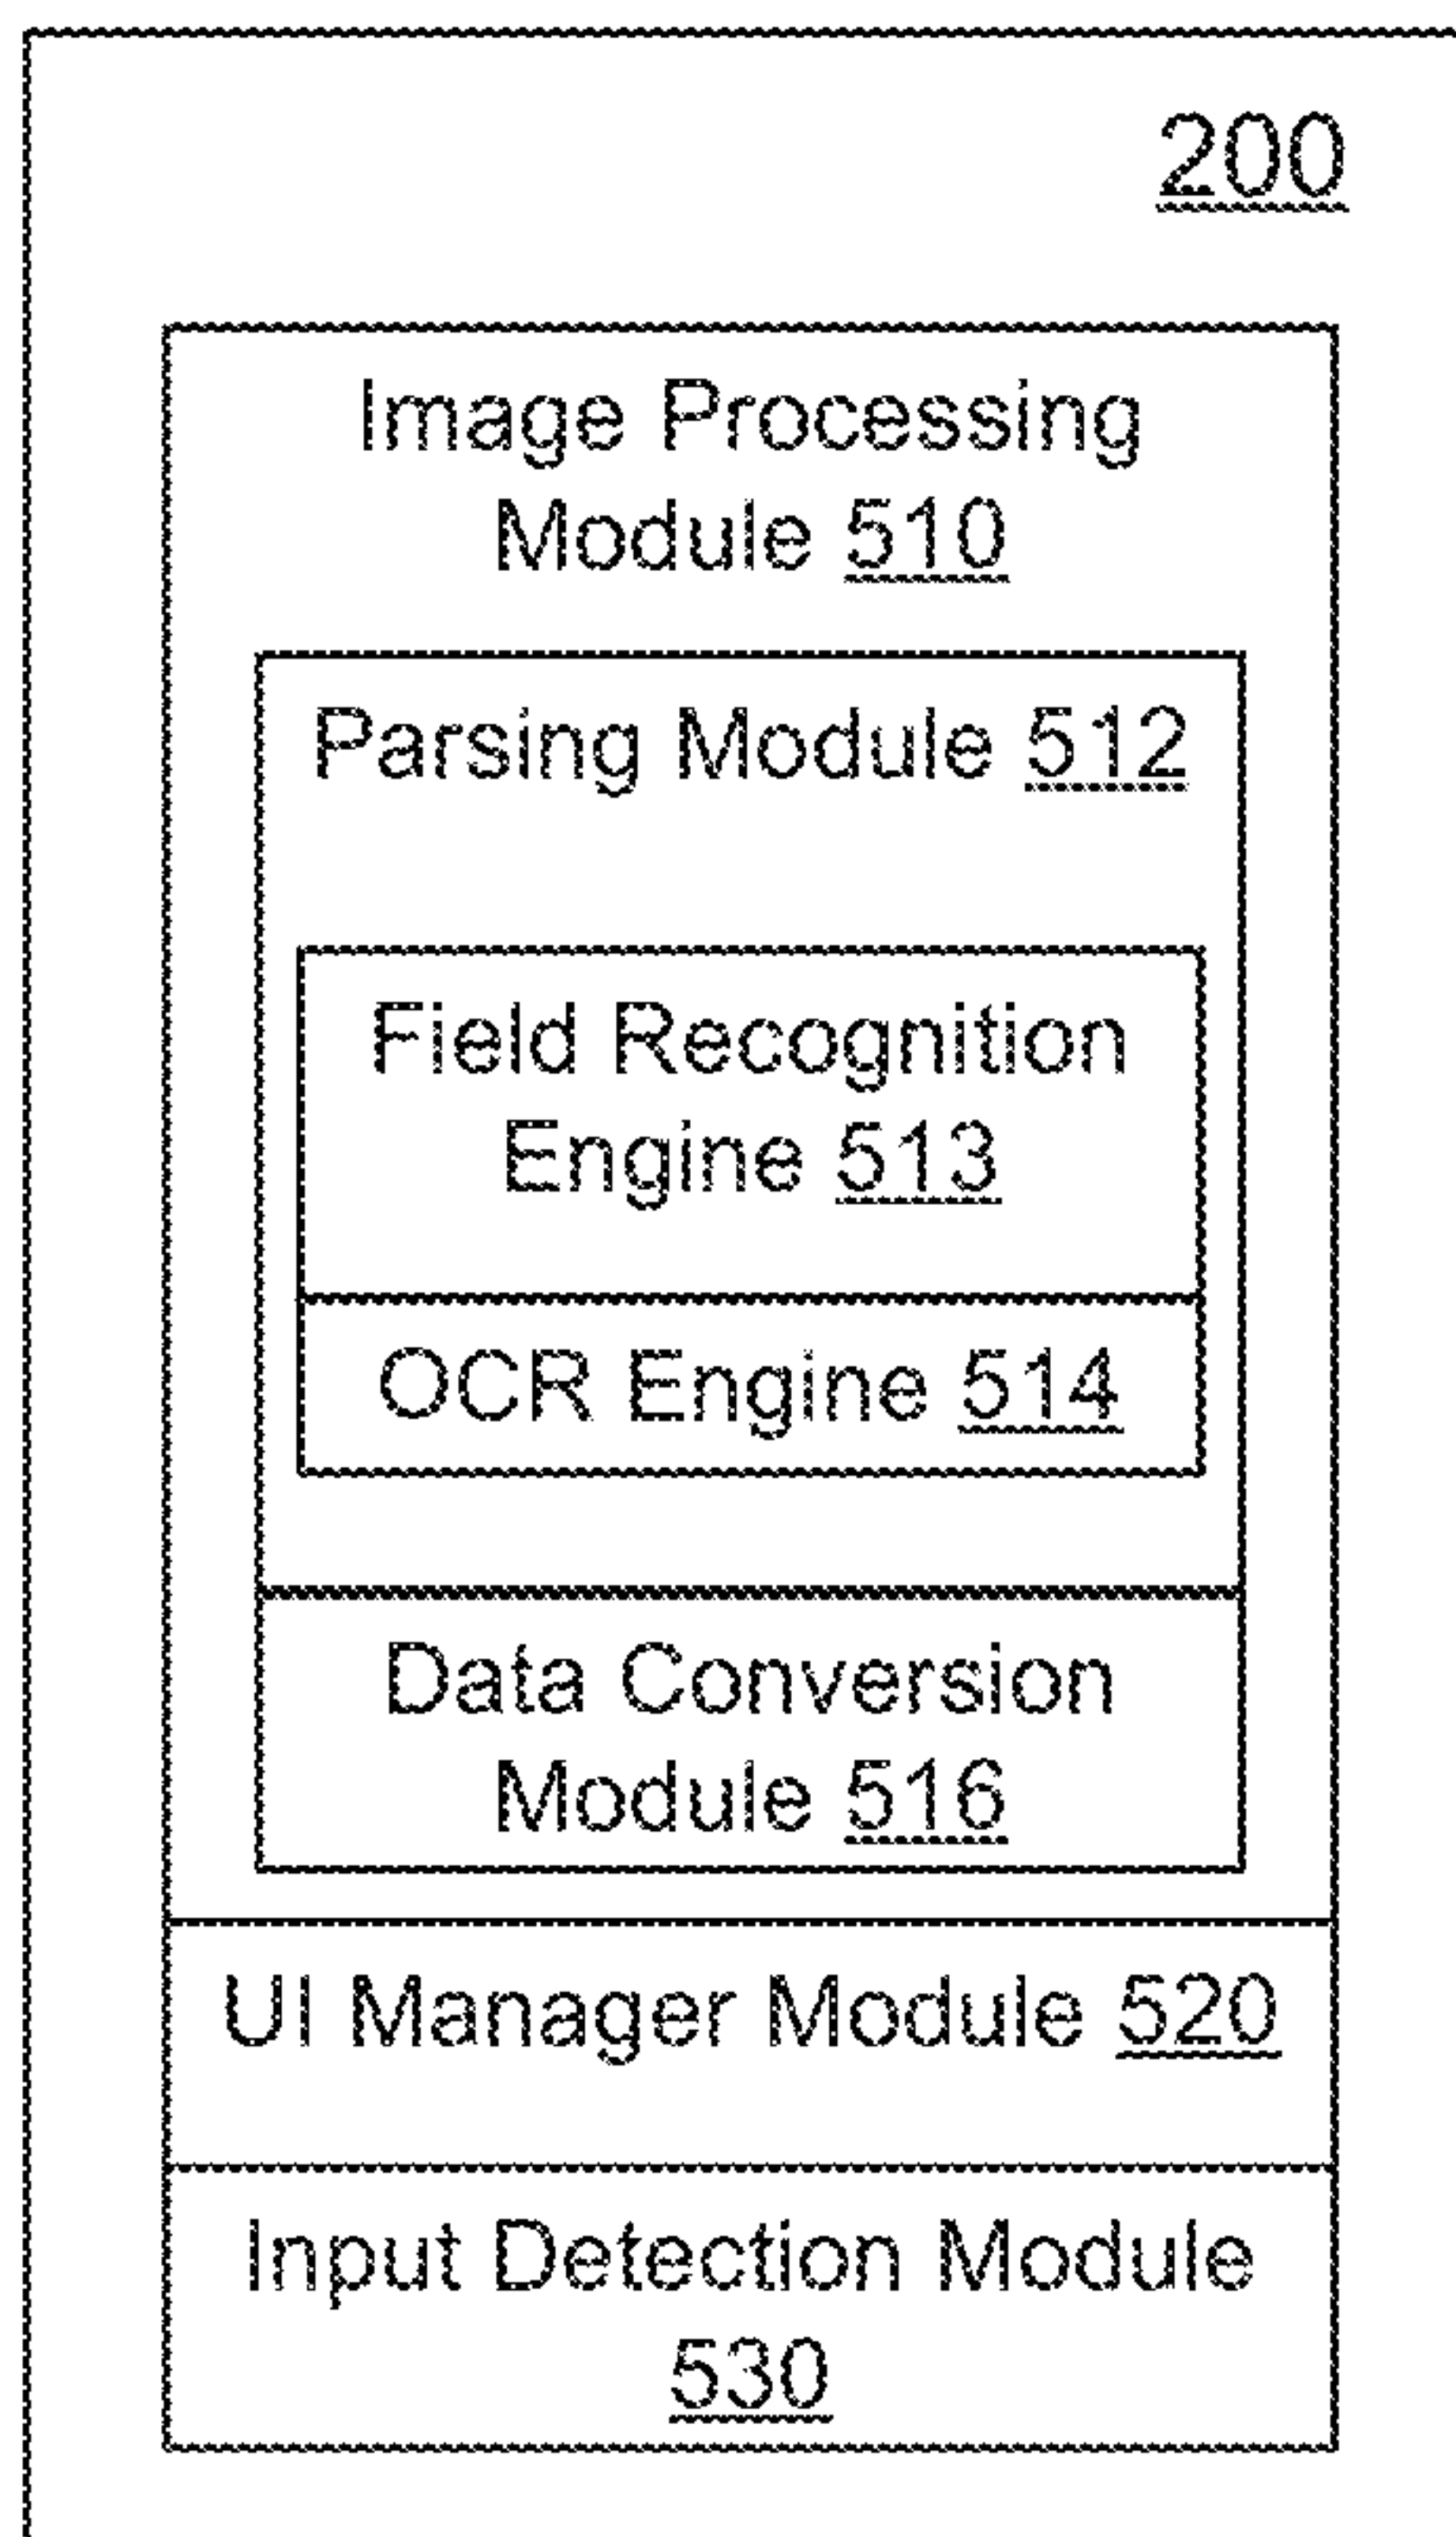 200
Image Processing
Module 510
Parsing Module 512
Field Recognition
Engine 513
OCR Engine 514
Data Conversion
Module 516
UI Manager Module 520
Input Detection Module
530